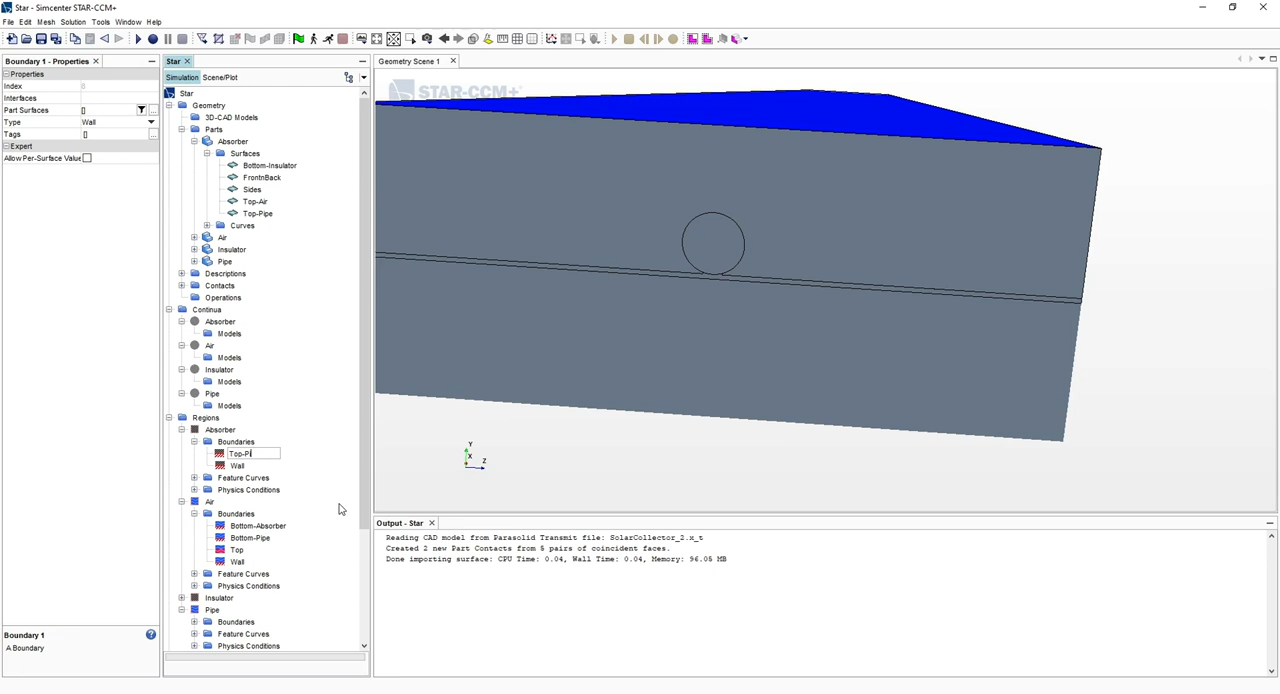 Star - Simcenter STAR-CCM+
File Edit Mesh Solution Tools Window Help
Boundary 1 - Properties
Properties
Index 0
Interfaces
Part Surfaces []
Type Wall
Tags []
Expert
Allow Per-Surface Value
Boundary 1
A Boundary
Star
Simulation Scene/Plot
Star
Geometry
3D-CAD Models
Parts
Absorber
Surfaces
Bottom-Insulator
FrontnBack
Sides
Top-Air
Top-Pipe
Curves
Air
Insulator
Pipe
Descriptions
Contacts
Operations
Continua
Absorber
Models
Air
Models
Insulator
Models
Pipe
Models
Regions
Absorber
Boundaries
Top-Pi
Wall
Feature Curves
Physics Conditions
Air
Boundaries
Bottom-Absorber
Bottom-Pipe
Top
Wall
Feature Curves
Physics Conditions
Insulator
Pipe
Boundaries
Feature Curves
Physics Conditions
Geometry Scene 1
STAR-CCM+
Y
X
Z
Output - Star
Reading CAD model from Parasolid Transmit file: SolarCollector_2.x_t
Created 2 new Part Contacts from 5 pairs of coincident faces.
Done importing surface: CPU Time: 0.04, Wall Time: 0.04, Memory: 96.05 MB